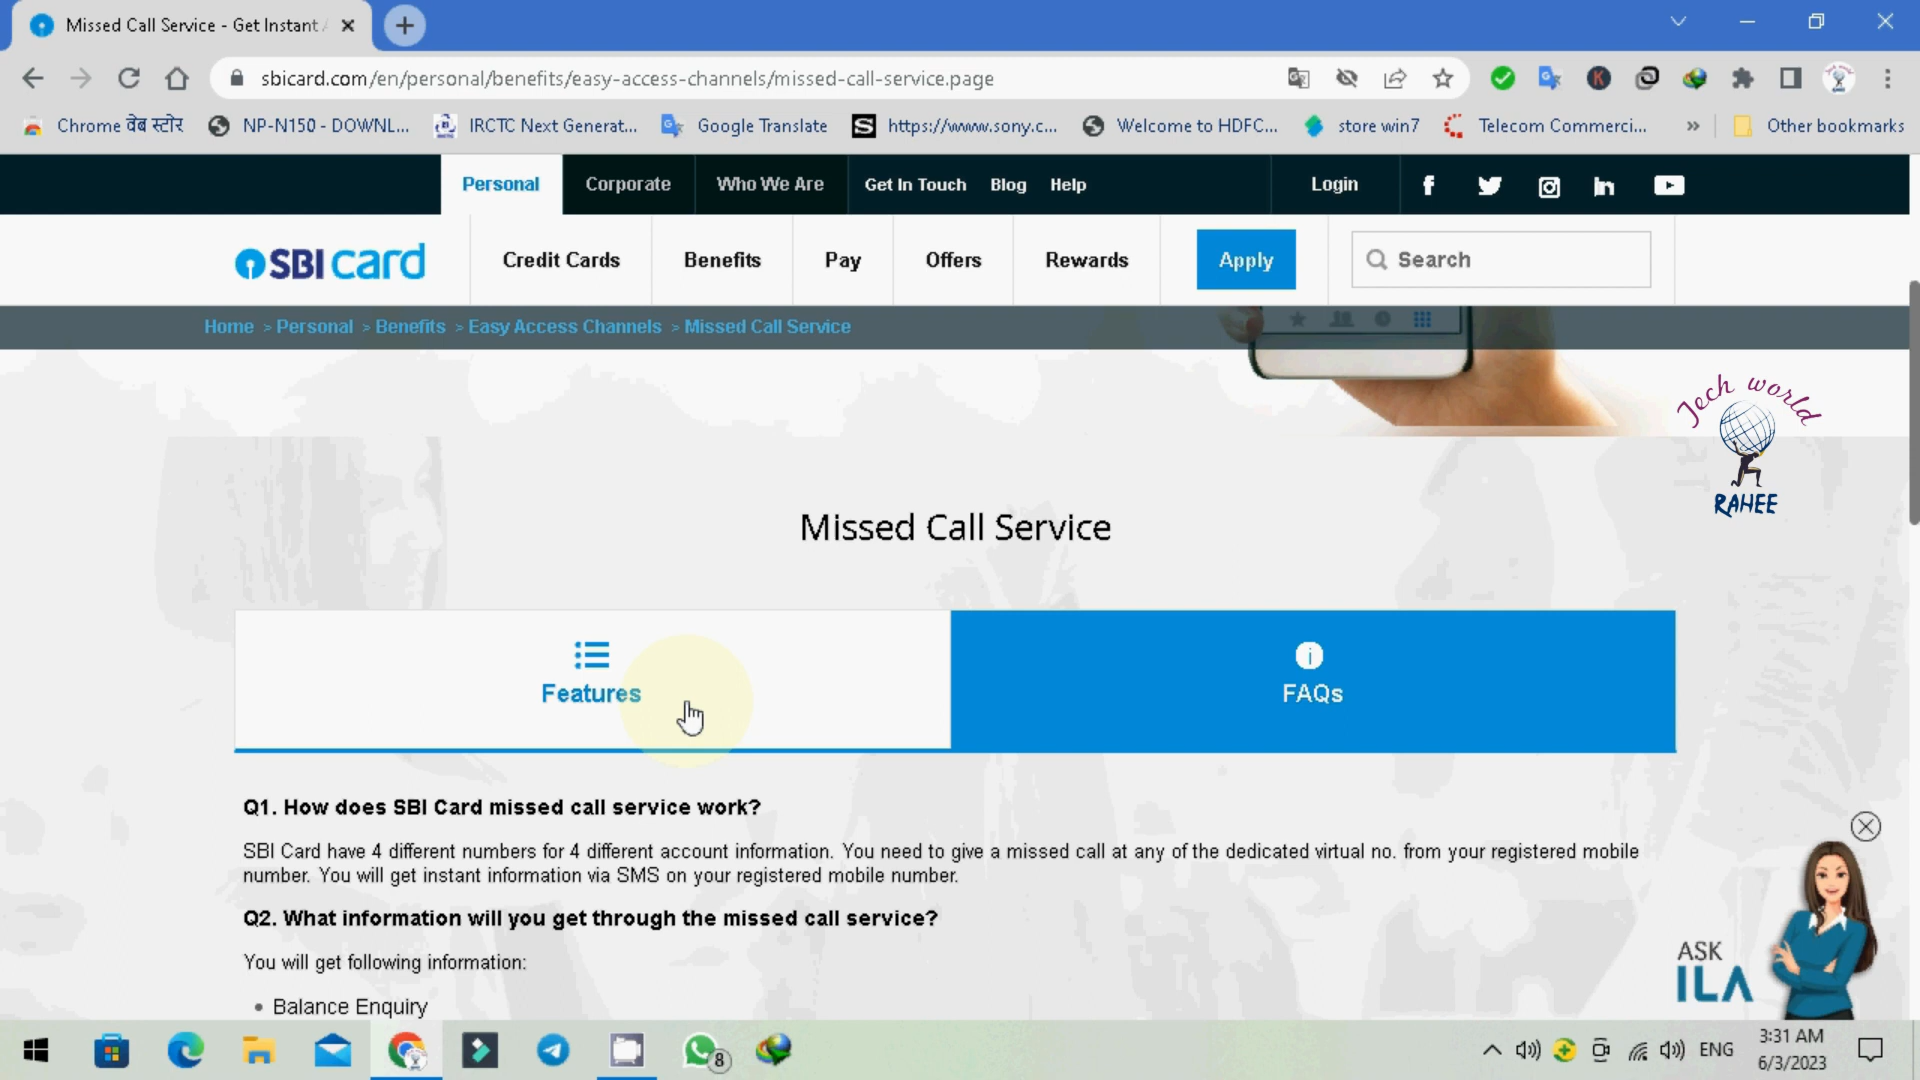 Missed Call Service - Get Instant A
sbicard.com/en/personal/benefits/easy-access-channels/missed-call-service.page
Chrome वेब स्टोर NP-N150 - DOWNL... IRCTC Next Generat... Google Translate https://www.sony.c... Welcome to HDFC... store win7 Telecom Commerci... » Other bookmarks
Personal Corporate Who We Are Get In Touch Blog Help Login
SBI card Credit Cards Benefits Pay Offers Rewards Apply Search
Home > Personal > Benefits > Easy Access Channels > Missed Call Service
Tech world
RAHEE
Missed Call Service
Features FAQs
Q1. How does SBI Card missed call service work?
SBI Card have 4 different numbers for 4 different account information. You need to give a missed call at any of the dedicated virtual no. from your registered mobile
number. You will get instant information via SMS on your registered mobile number.
Q2. What information will you get through the missed call service?
You will get following information:
• Balance Enquiry
ASK
ILA
8 ENG 3:31 AM
6/3/2023